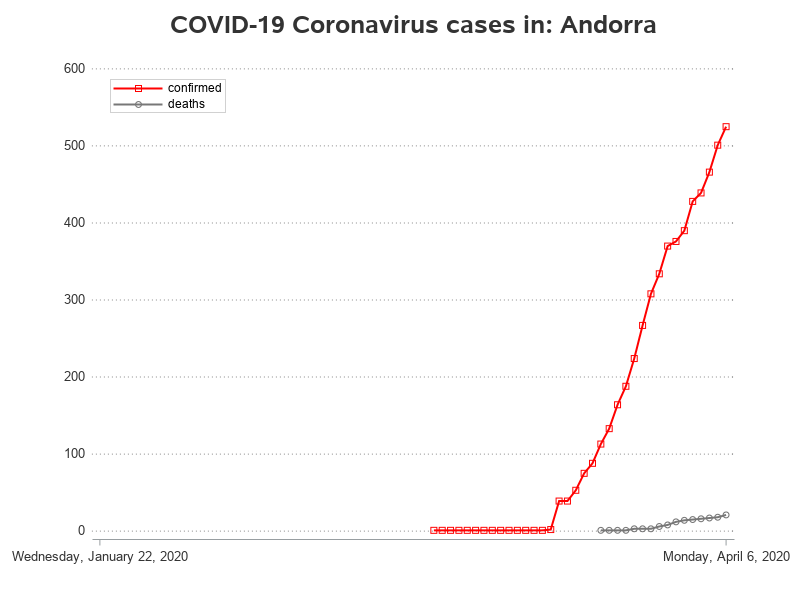 COVID-19 Coronavirus cases in: Andorra
600
confirmed
deaths
500
400
300
200
100
0
Wednesday, January 22, 2020 Monday, April 6, 2020